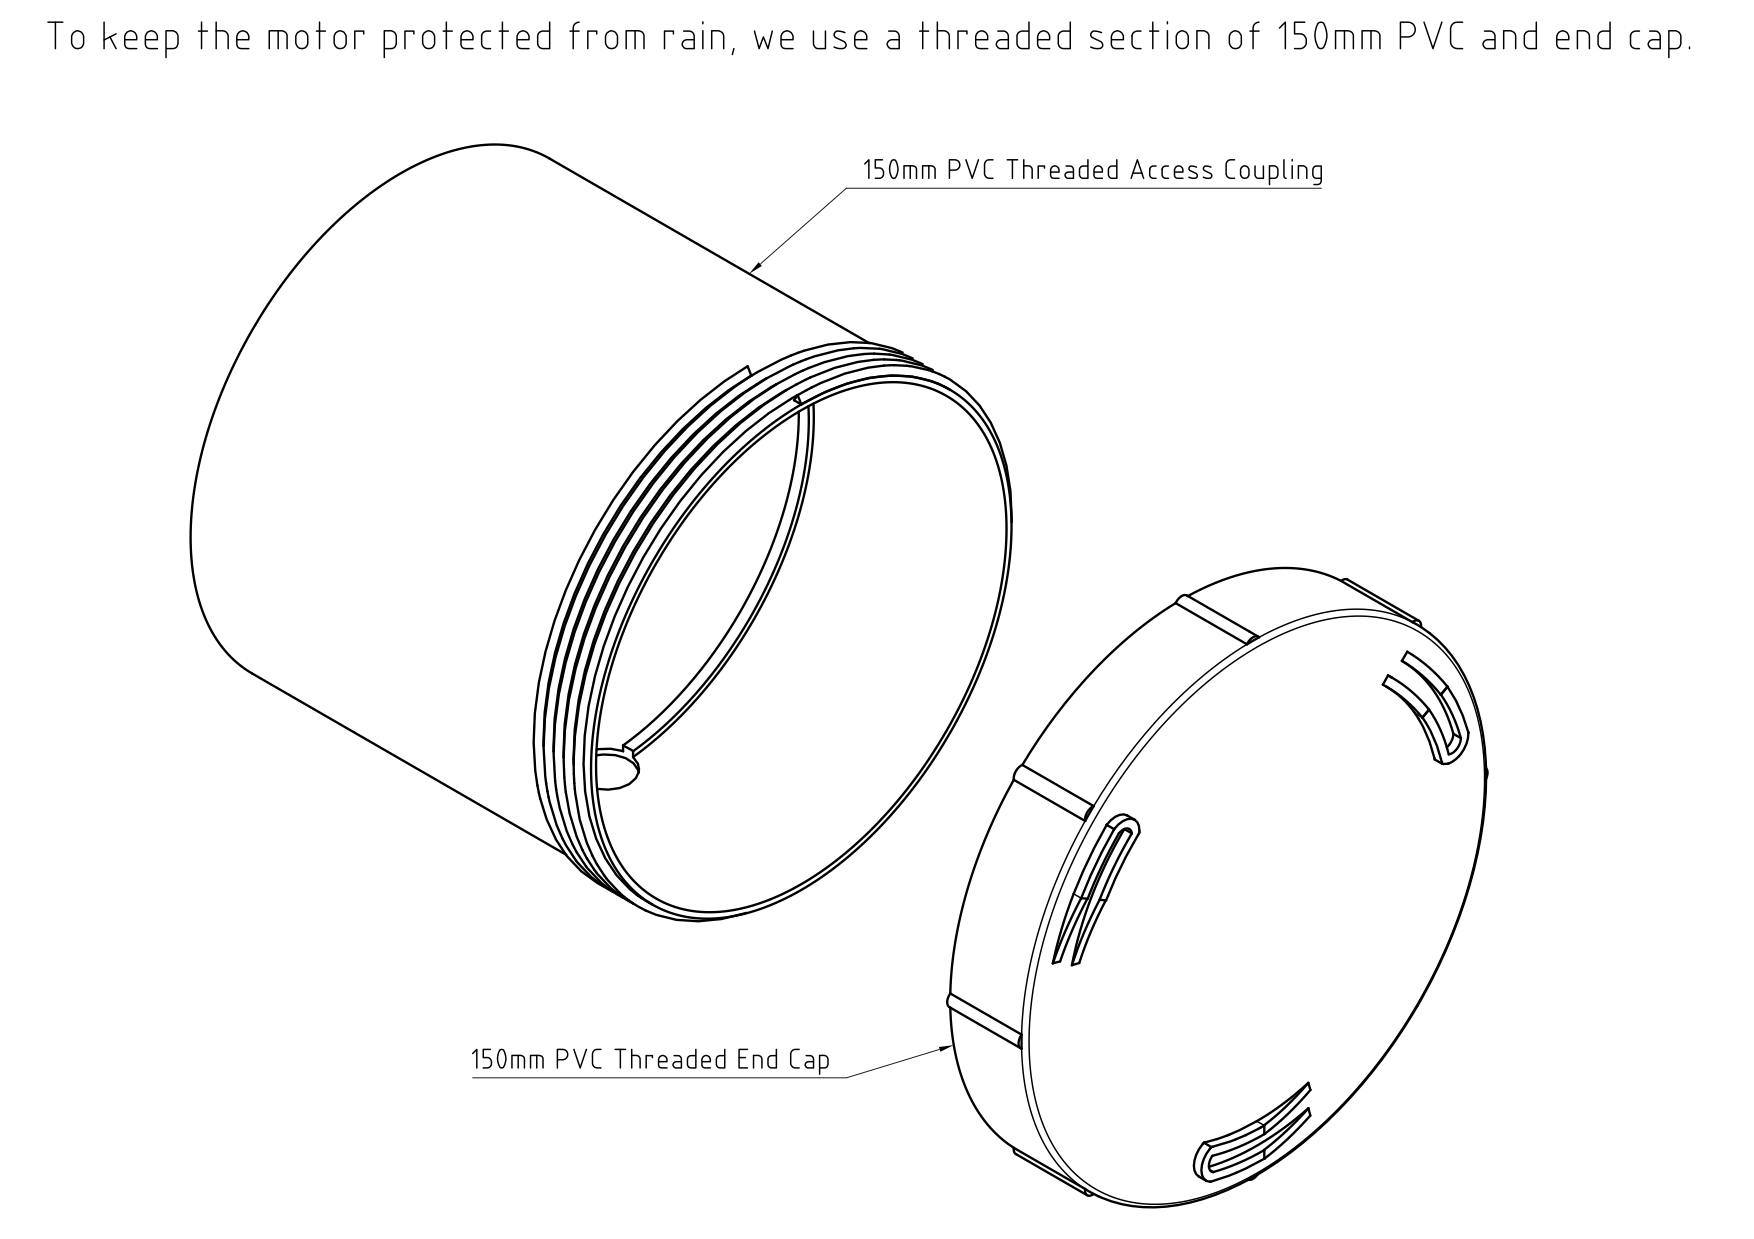 To keep the motor protected from rain, we use a threaded section of 150mm PVC and end cap.
150mm PVC Threaded Access Coupling
150mm PVC Threaded End Cap